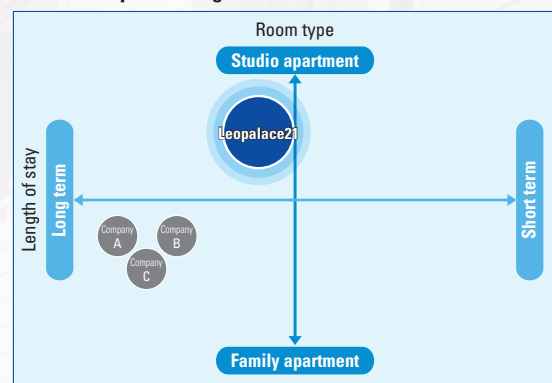 Room type
Studio apartment
Leopalace21
Length of stay
Long term
Short term
Company
A
Company
B
Company
C
Family apartment